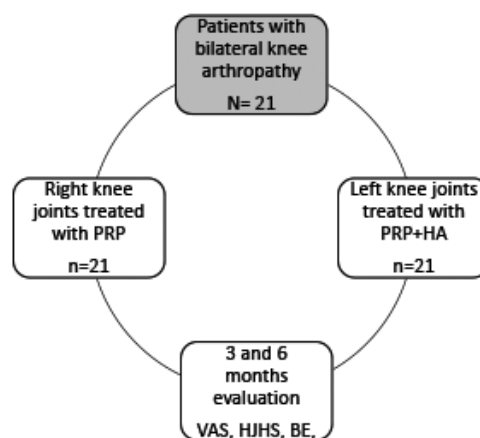 Patients with
bilateral knee
arthropathy
N= 21
Right knee
joints treated
with PRP
n=21
Left knee joints
treated with
PRP+HA
n=21
3 and 6
months
evaluation
VAS, HJHS, BE,